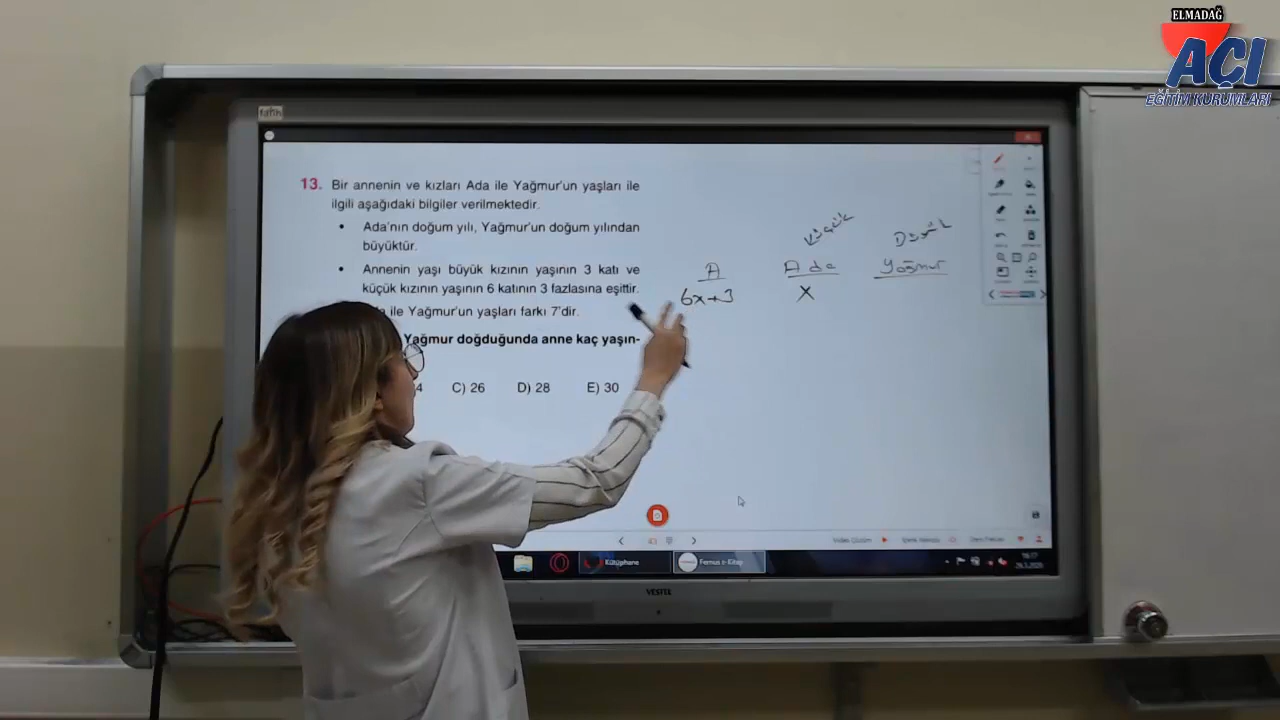 ELMADAĞ
AÇI
EĞİTİM KURUMLARI
13. Bir annenin ve kızları Ada ile Yağmur'un yaşları ile
ilgili aşağıdaki bilgiler verilmektedir.
• Ada'nın doğum yılı, Yağmur'un doğum yılından
büyüktür.
• Annenin yaşı büyük kızının yaşının 3 katı ve
küçük kızının yaşının 6 katının 3 fazlasına eşittir.
ile Yağmur'un yaşları farkı 7'dir.
Yağmur doğduğunda anne kaç yaşın-
4 C) 26 D) 28 E) 30
küçük
A Ada Yağmur
6x+3 x
Kütüphane
Fernus z-Kitap
VESTEL